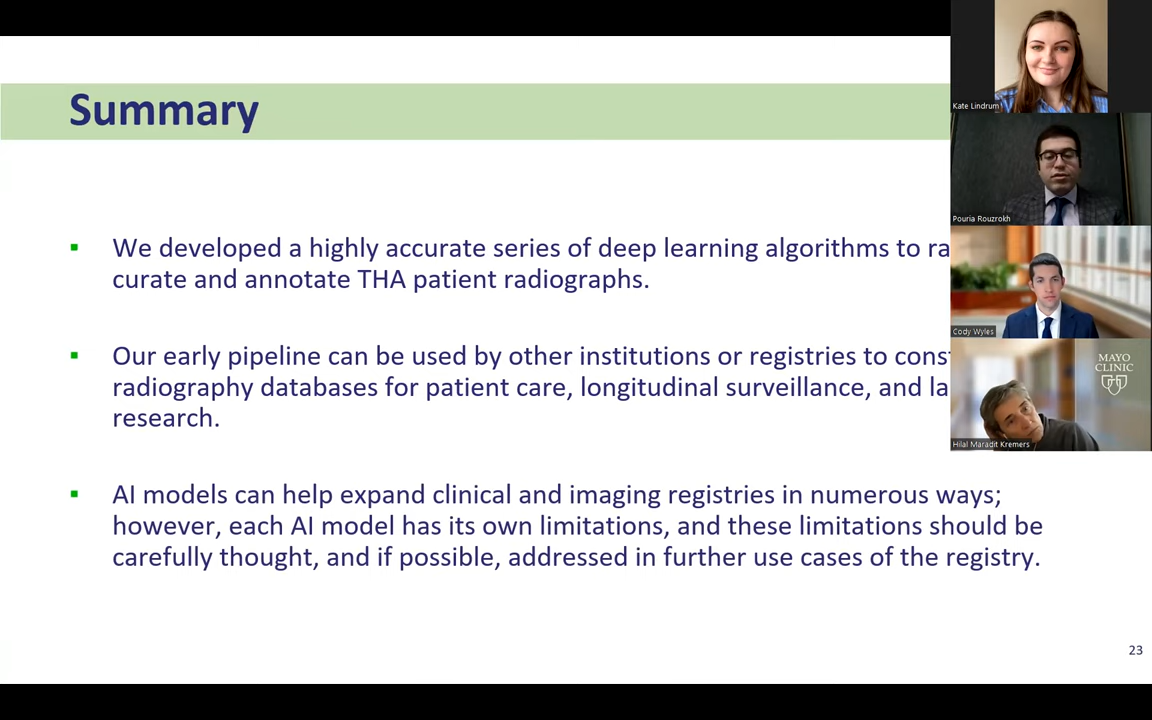 Summary
We developed a highly accurate series of deep learning algorithms to
curate and annotate THA patient radiographs.
Our early pipeline can be used by other institutions or registries to
radiography databases for patient care, longitudinal surveillance, and
research.
AI models can help expand clinical and imaging registries in numerous ways;
however, each AI model has its own limitations, and these limitations should be
carefully thought, and if possible, addressed in further use cases of the registry.
23
Kate Lindrum
Pouria Rouzrokh
Cody Wyles
MAYO
CLINIC
Hilal Maradit Kremers